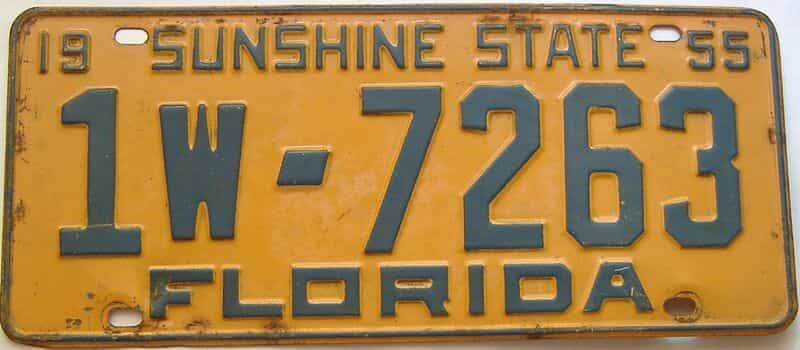 19 SUNSHINE STATE 55
1W-7263
FLORIDA